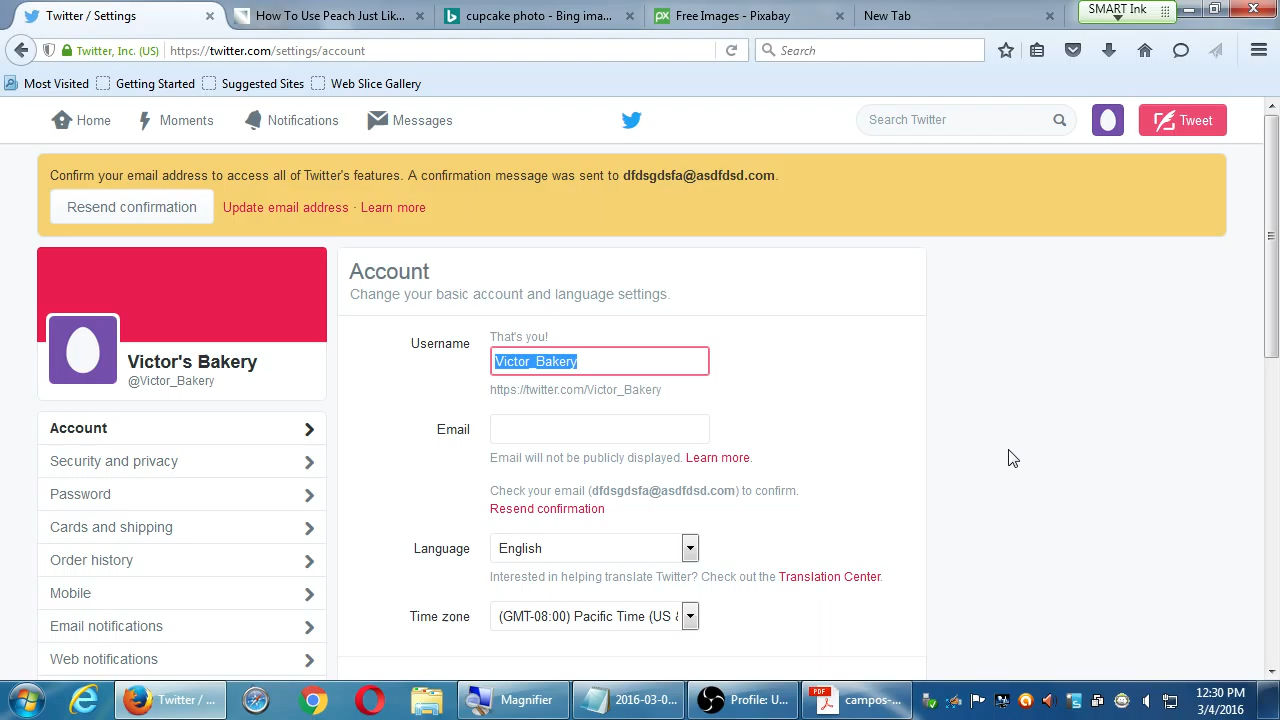 Twitter / Settings
How To Use Peach Just Lik...
cupcake photo - Bing ima...
Free Images - Pixabay
New Tab
SMART Ink
Twitter, Inc. (US)
https://twitter.com/settings/account
Search
Most Visited
Getting Started
Suggested Sites
Web Slice Gallery
Home
Moments
Notifications
Messages
Search Twitter
Tweet
Confirm your email address to access all of Twitter's features. A confirmation message was sent to dfdsgdsfa@asdfdsd.com.
Resend confirmation
Update email address · Learn more
Victor's Bakery
@Victor_Bakery
Account
Security and privacy
Password
Cards and shipping
Order history
Mobile
Email notifications
Web notifications
Account
Change your basic account and language settings.
Username
That's you!
Victor_Bakery
https://twitter.com/Victor_Bakery
Email
Email will not be publicly displayed. Learn more.
Check your email (dfdsgdsfa@asdfdsd.com) to confirm.
Resend confirmation
Language
English
Interested in helping translate Twitter? Check out the Translation Center.
Time zone
(GMT-08:00) Pacific Time (US &
Twitter / ...
Magnifier
2016-03-0...
Profile: U...
PDF
campos-...
12:30 PM
3/4/2016